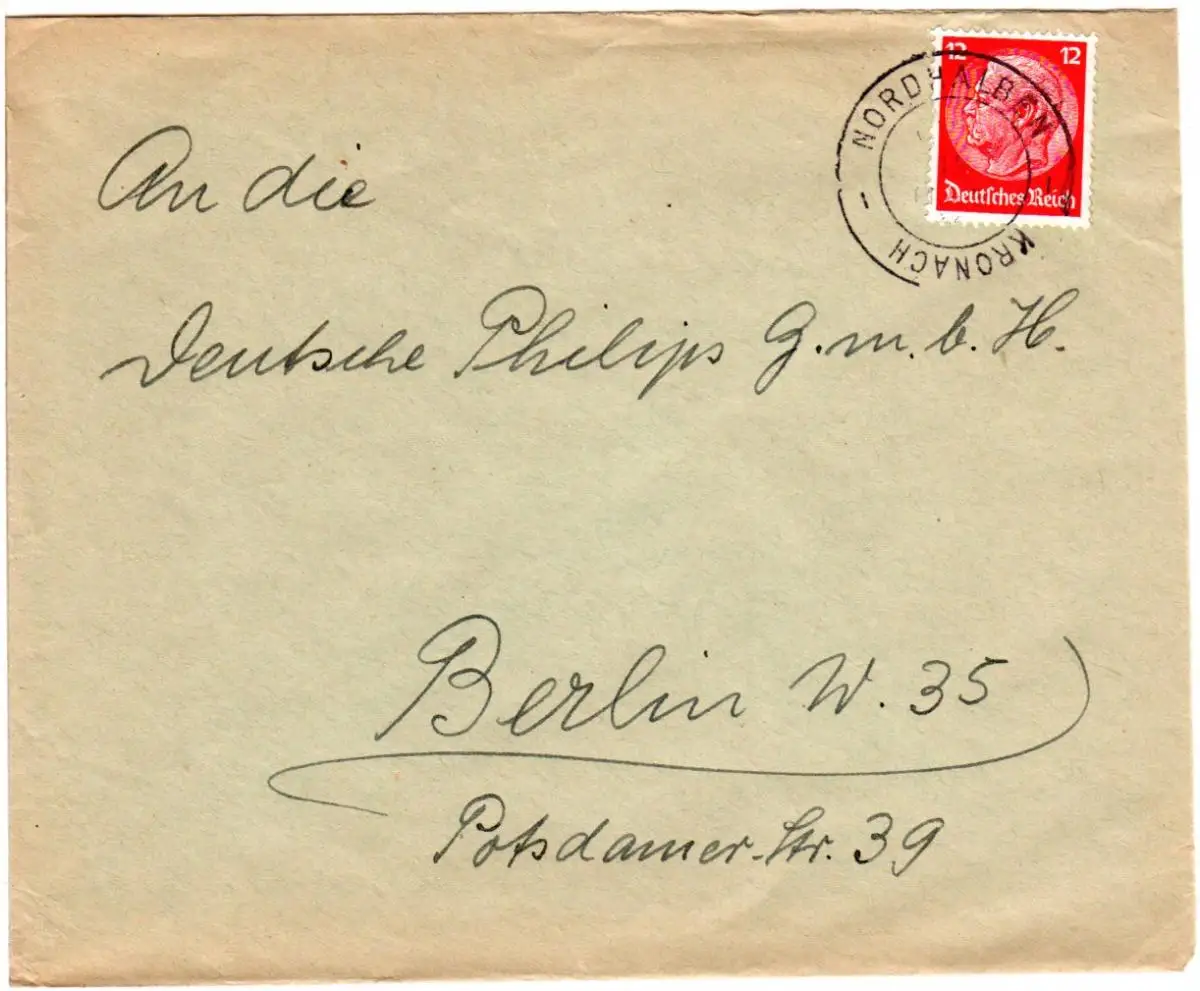 12 12
NORDHALBEN
Deutsches Reich
KRONACH
An die
Deutsche Philips G.m.b.H.
Berlin W. 35
Potsdamer-Str. 39